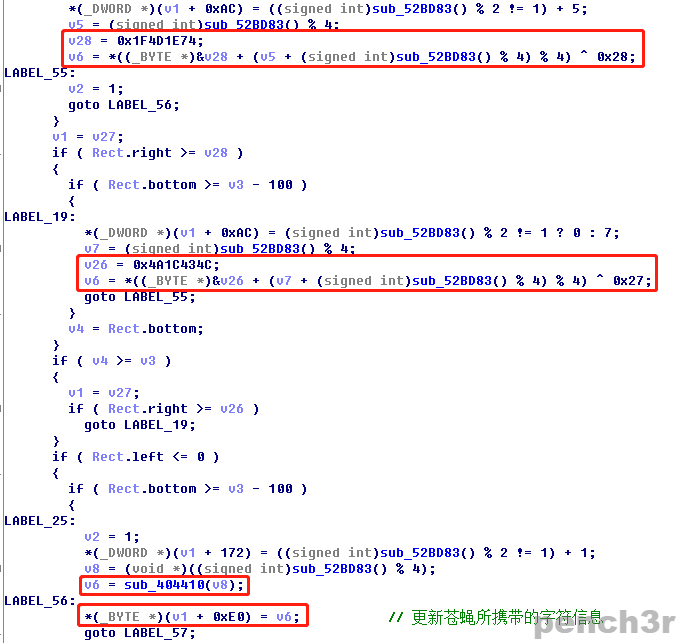 *(_DWORD *)(v1 + 0xAC) = ((signed int)sub_52BD83() % 2 != 1) + 5;
v5 = (signed int)sub_52BD83() % 4;
v28 = 0x1F4D1E74;
v6 = *((_BYTE *)&v28 + (v5 + (signed int)sub_52BD83() % 4) % 4) ^ 0x28;
LABEL_55:
v2 = 1;
goto LABEL_56;
}
v1 = v27;
if ( Rect.right >= v28 )
{
if ( Rect.bottom >= v3 - 100 )
{
LABEL_19:
*(_DWORD *)(v1 + 0xAC) = (signed int)sub_52BD83() % 2 != 1 ? 0 : 7;
v7 = (signed int)sub_52BD83() % 4;
v26 = 0x4A1C434C;
v6 = *((_BYTE *)&v26 + (v7 + (signed int)sub_52BD83() % 4) % 4) ^ 0x27;
goto LABEL_55;
}
v4 = Rect.bottom;
}
if ( v4 >= v3 )
{
v1 = v27;
if ( Rect.right >= v26 )
goto LABEL_19;
}
if ( Rect.left <= 0 )
{
if ( Rect.bottom >= v3 - 100 )
{
LABEL_25:
v2 = 1;
*(_DWORD *)(v1 + 172) = ((signed int)sub_52BD83() % 2 != 1) + 1;
v8 = (void *)((signed int)sub_52BD83() % 4);
v6 = sub_404410(v8);
LABEL_56:
*(_BYTE *)(v1 + 0xE0) = v6; // 更新苍蝇所携带的字符信息
goto LABEL_57;
pench3r